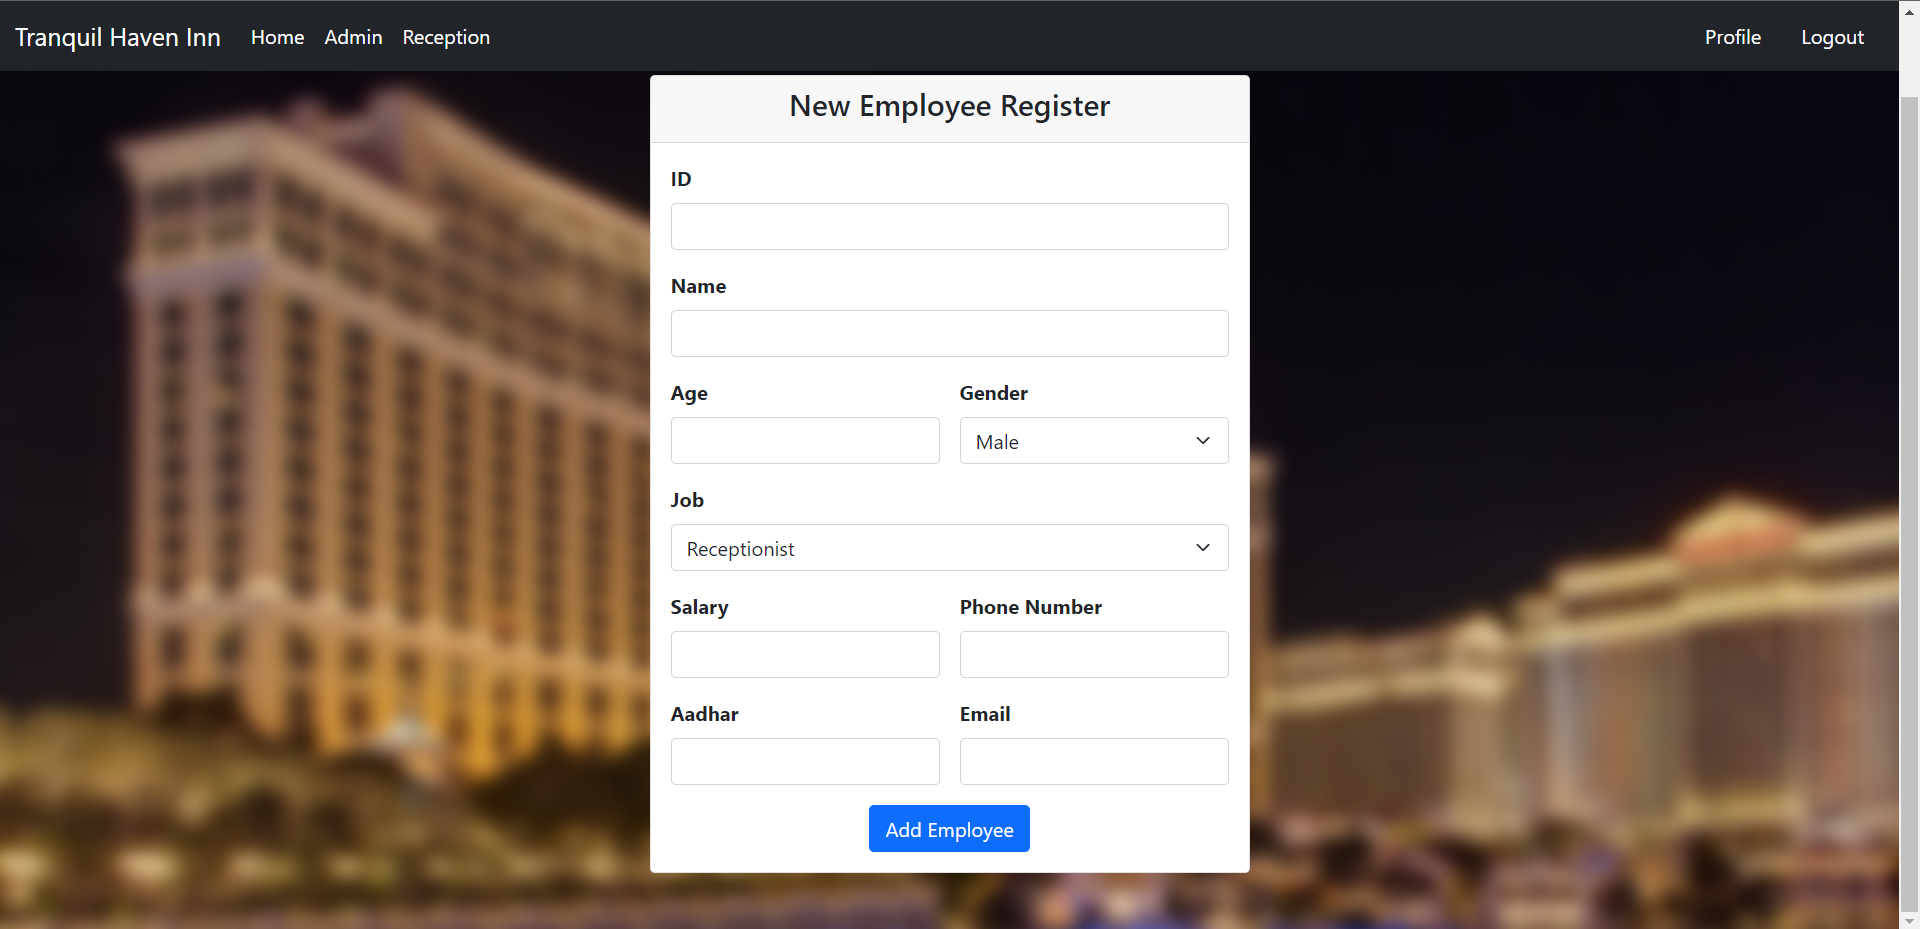 Tranquil Haven Inn Home Admin Reception Profile Logout
New Employee Register
ID
Name
Age Gender
Male
Job
Receptionist
Salary Phone Number
Aadhar Email
Add Employee